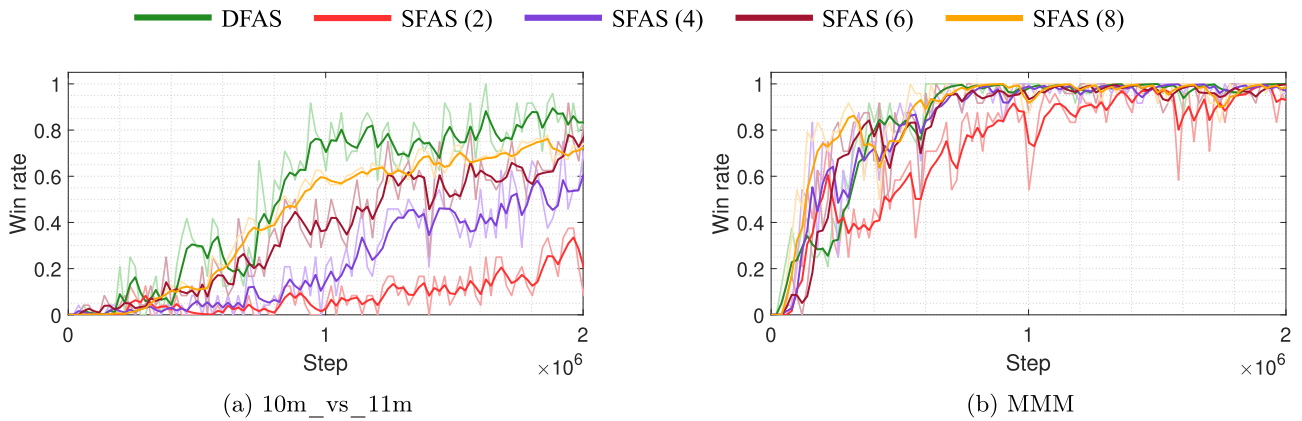 DFAS SFAS (2) SFAS (4) SFAS (6) SFAS (8)
Win rate
1
0.8
0.6
0.4
0.2
0
0 1 2
Step
×10^6
(a) 10m_vs_11m
Win rate
1
0.8
0.6
0.4
0.2
0
0 1 2
Step
×10^6
(b) MMM